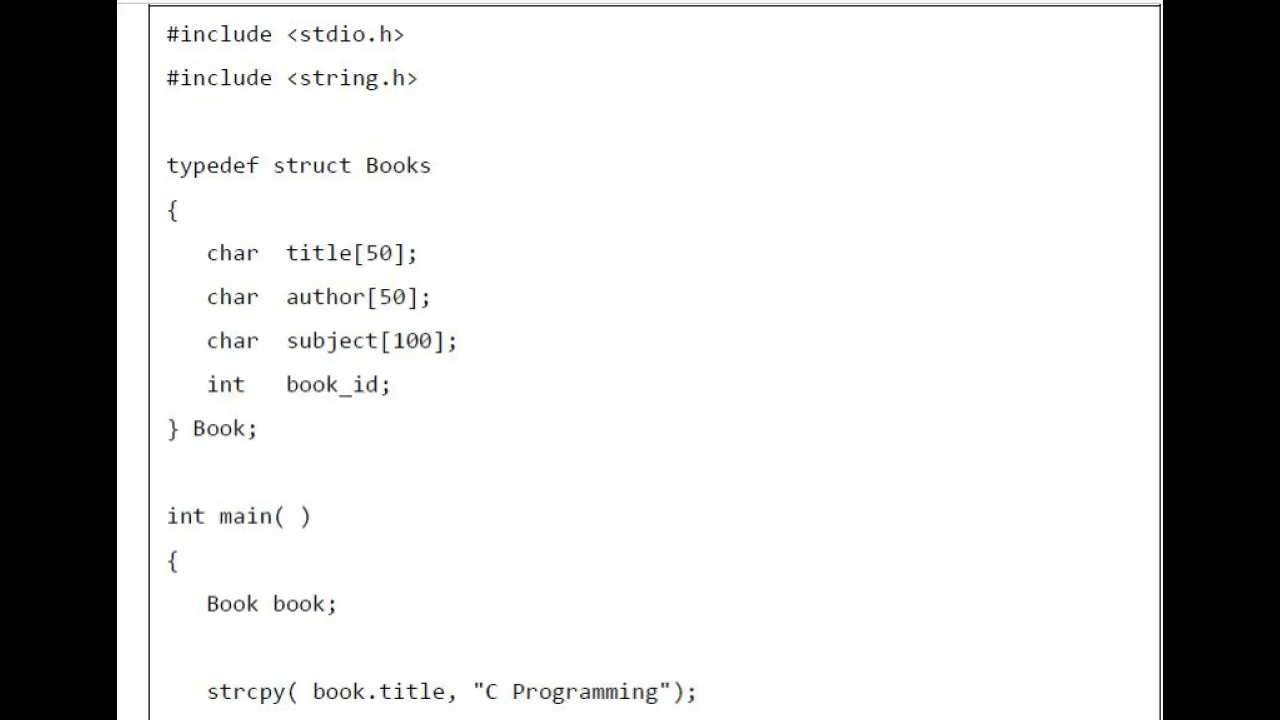 #include <stdio.h>
#include <string.h>
typedef struct Books
{
   char  title[50];
   char  author[50];
   char  subject[100];
   int   book_id;
} Book;
int main( )
{
   Book book;
   strcpy( book.title, "C Programming");